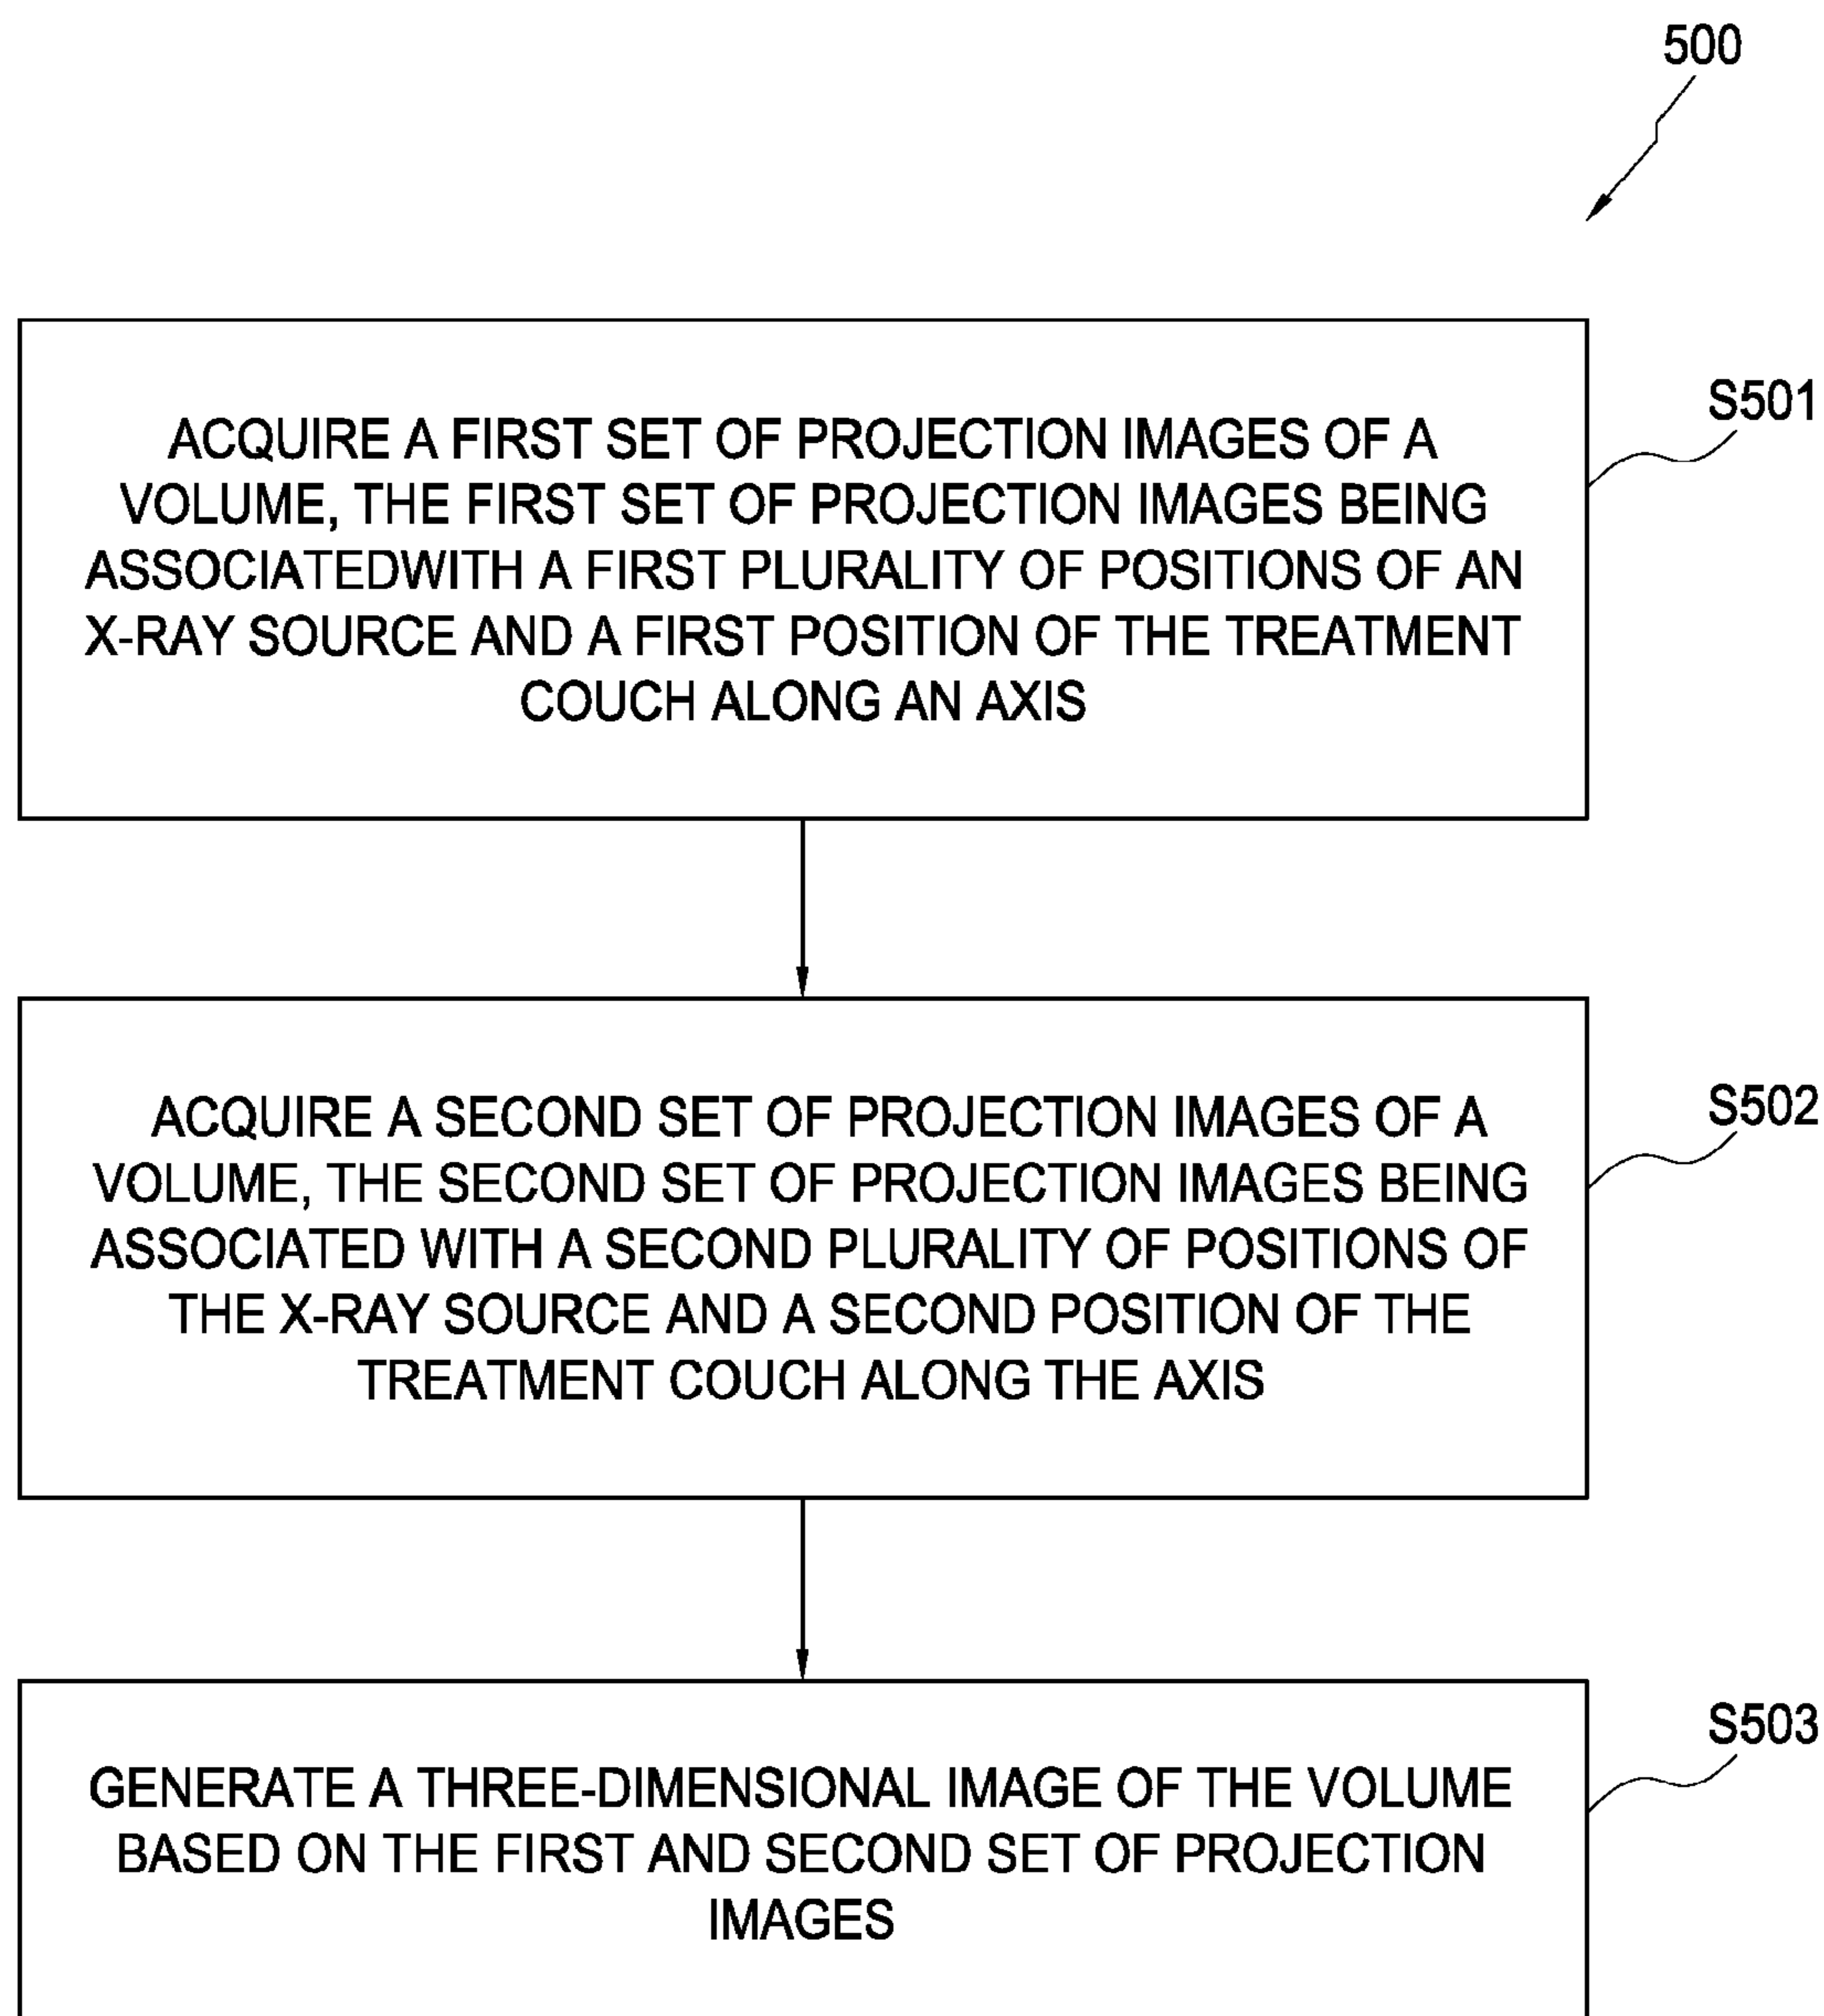 500
ACQUIRE A FIRST SET OF PROJECTION IMAGES OF A
VOLUME, THE FIRST SET OF PROJECTION IMAGES BEING
ASSOCIATEDWITH A FIRST PLURALITY OF POSITIONS OF AN
X-RAY SOURCE AND A FIRST POSITION OF THE TREATMENT
COUCH ALONG AN AXIS
S501
ACQUIRE A SECOND SET OF PROJECTION IMAGES OF A
VOLUME, THE SECOND SET OF PROJECTION IMAGES BEING
ASSOCIATED WITH A SECOND PLURALITY OF POSITIONS OF
THE X-RAY SOURCE AND A SECOND POSITION OF THE
TREATMENT COUCH ALONG THE AXIS
S502
GENERATE A THREE-DIMENSIONAL IMAGE OF THE VOLUME
BASED ON THE FIRST AND SECOND SET OF PROJECTION
IMAGES
S503